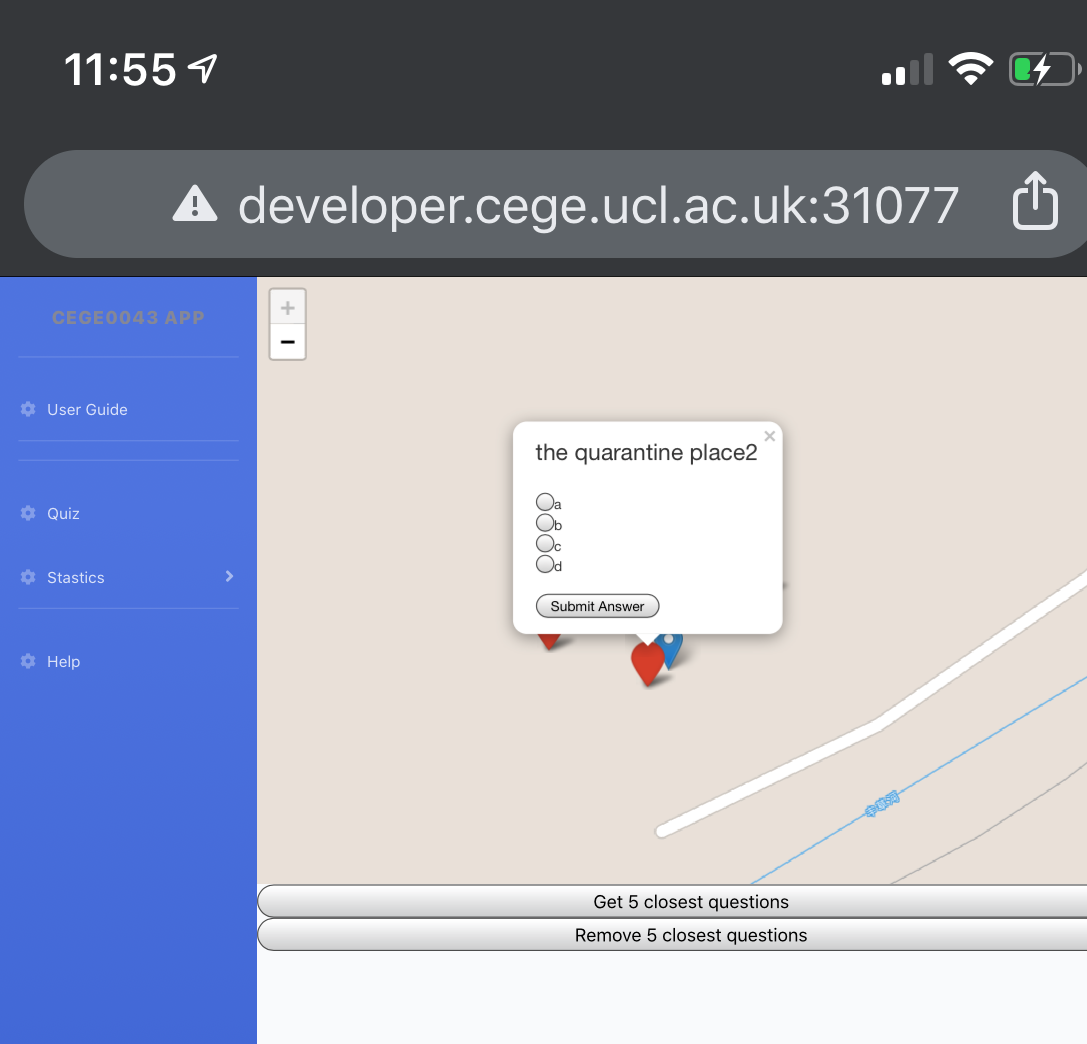 11:55
developer.cege.ucl.ac.uk:31077
CEGE0043 APP
User Guide
Quiz
Stastics
Help
+
−
×
the quarantine place2
a
b
c
d
Submit Answer
Get 5 closest questions
Remove 5 closest questions